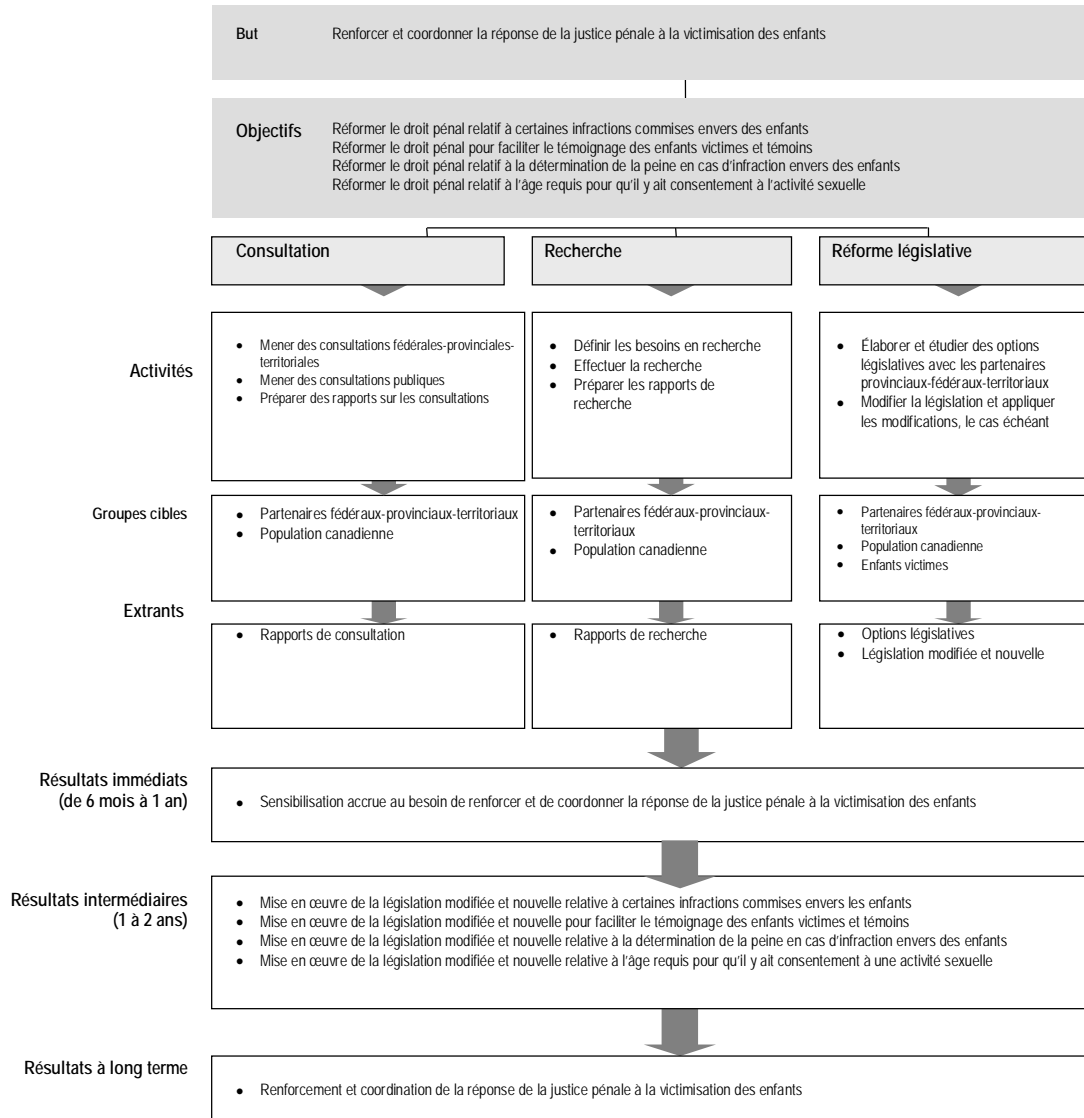 But
Renforcer et coordonner la réponse de la justice pénale à la victimisation des enfants
Objectifs
Réformer le droit pénal relatif à certaines infractions commises envers des enfants
Réformer le droit pénal pour faciliter le témoignage des enfants victimes et témoins
Réformer le droit pénal relatif à la détermination de la peine en cas d'infraction envers des enfants
Réformer le droit pénal relatif à l'âge requis pour qu'il y ait consentement à l'activité sexuelle
Consultation
Recherche
Réforme législative
Activités
• Mener des consultations fédérales-provinciales-
territoriales
• Mener des consultations publiques
• Préparer des rapports sur les consultations
• Définir les besoins en recherche
• Effectuer la recherche
• Préparer les rapports de
recherche
• Élaborer et étudier des options
législatives avec les partenaires
provinciaux-fédéraux-territoriaux
• Modifier la législation et appliquer
les modifications, le cas échéant
Groupes cibles
• Partenaires fédéraux-provinciaux-territoriaux
• Population canadienne
• Partenaires fédéraux-provinciaux-
territoriaux
• Population canadienne
• Partenaires fédéraux-provinciaux-
territoriaux
• Population canadienne
• Enfants victimes
Extrants
• Rapports de consultation
• Rapports de recherche
• Options législatives
• Législation modifiée et nouvelle
Résultats immédiats
(de 6 mois à 1 an)
• Sensibilisation accrue au besoin de renforcer et de coordonner la réponse de la justice pénale à la victimisation des enfants
Résultats intermédiaires
(1 à 2 ans)
• Mise en œuvre de la législation modifiée et nouvelle relative à certaines infractions commises envers les enfants
• Mise en œuvre de la législation modifiée et nouvelle pour faciliter le témoignage des enfants victimes et témoins
• Mise en œuvre de la législation modifiée et nouvelle relative à la détermination de la peine en cas d'infraction envers des enfants
• Mise en œuvre de la législation modifiée et nouvelle relative à l'âge requis pour qu'il y ait consentement à une activité sexuelle
Résultats à long terme
• Renforcement et coordination de la réponse de la justice pénale à la victimisation des enfants